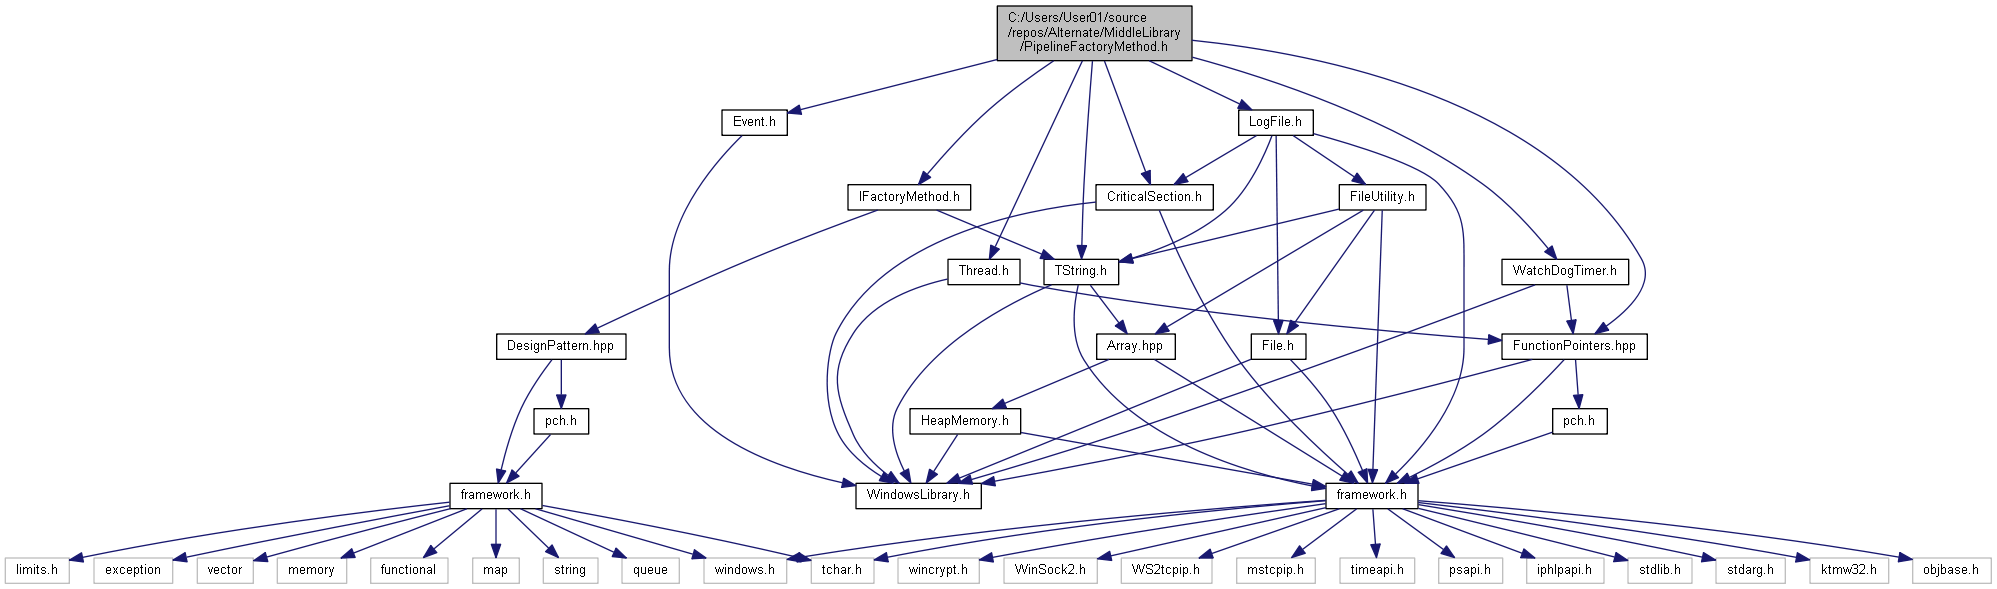 C:/Users/User01/source
/repos/Alternate/MiddleLibrary
/PipelineFactoryMethod.h
Event.h
LogFile.h
IFactoryMethod.h
CriticalSection.h
FileUtility.h
Thread.h
TString.h
WatchDogTimer.h
DesignPattern.hpp
Array.hpp
File.h
FunctionPointers.hpp
pch.h
HeapMemory.h
pch.h
framework.h
WindowsLibrary.h
framework.h
limits.h
exception
vector
memory
functional
map
string
queue
windows.h
tchar.h
wincrypt.h
WinSock2.h
WS2tcpip.h
mstcpip.h
timeapi.h
psapi.h
iphlpapi.h
stdlib.h
stdarg.h
ktmw32.h
objbase.h